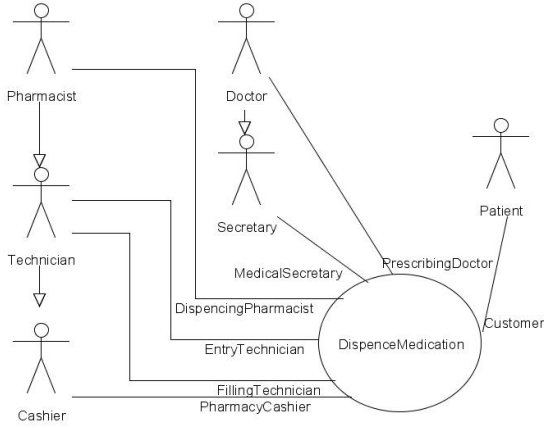 Pharmacist
Doctor
Patient
Technician
Secretary
MedicalSecretary
PrescribingDoctor
DispencingPharmacist
Customer
EntryTechnician
DispenceMedication
FillingTechnician
PharmacyCashier
Cashier